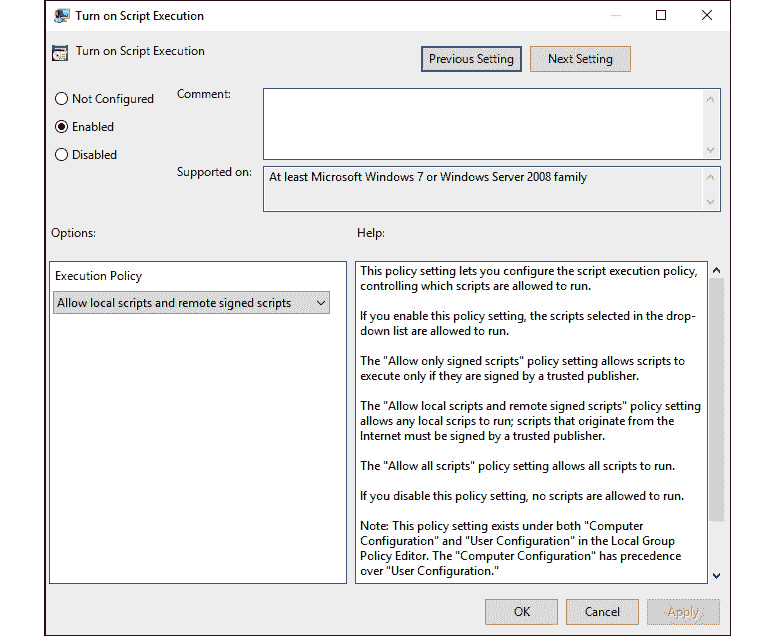 Turn on Script Execution
Turn on Script Execution
Previous Setting
Next Setting
Not Configured
Enabled
Disabled
Comment:
Supported on:
At least Microsoft Windows 7 or Windows Server 2008 family
Options:
Help:
Execution Policy
Allow local scripts and remote signed scripts
This policy setting lets you configure the script execution policy,
controlling which scripts are allowed to run.
If you enable this policy setting, the scripts selected in the drop-
down list are allowed to run.
The "Allow only signed scripts" policy setting allows scripts to
execute only if they are signed by a trusted publisher.
The "Allow local scripts and remote signed scripts" policy setting
allows any local scrips to run; scripts that originate from the
Internet must be signed by a trusted publisher.
The "Allow all scripts" policy setting allows all scripts to run.
If you disable this policy setting, no scripts are allowed to run.
Note: This policy setting exists under both "Computer
Configuration" and "User Configuration" in the Local Group
Policy Editor. The "Computer Configuration" has precedence
over "User Configuration."
OK
Cancel
Apply